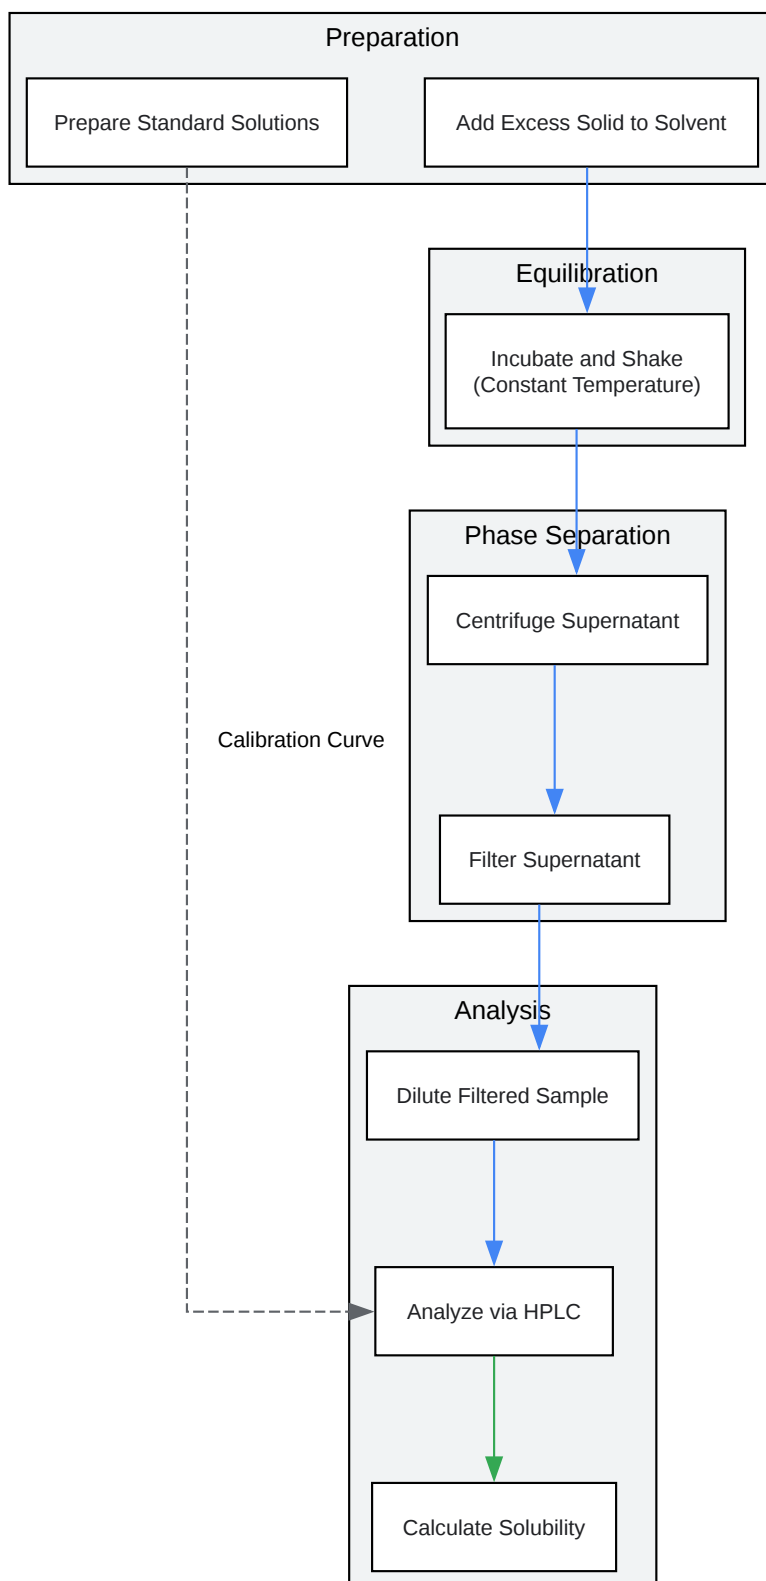 Preparation
Prepare Standard Solutions
Add Excess Solid to Solvent
Equilibration
Incubate and Shake
(Constant Temperature)
Phase Separation
Centrifuge Supernatant
Calibration Curve
Filter Supernatant
Analysis
Dilute Filtered Sample
Analyze via HPLC
Calculate Solubility